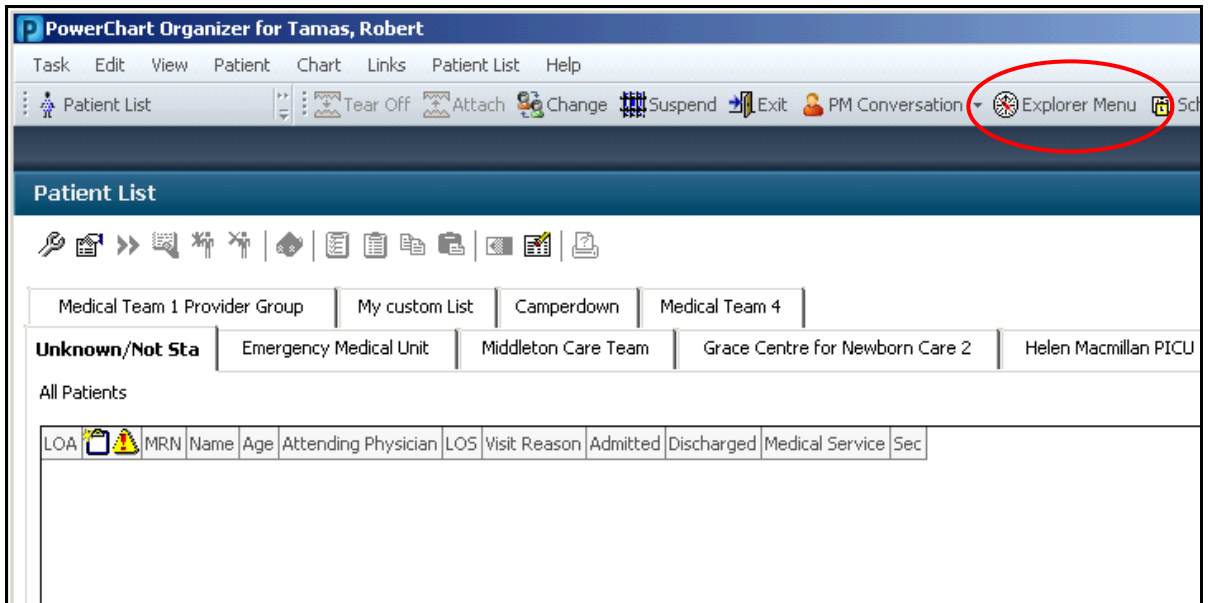 PowerChart Organizer for Tamas, Robert
Task Edit View Patient Chart Links Patient List Help
Patient List Tear Off Attach Change Suspend Exit PM Conversation Explorer Menu
Patient List
Medical Team 1 Provider Group My custom List Camperdown Medical Team 4
Unknown/Not Sta Emergency Medical Unit Middleton Care Team Grace Centre for Newborn Care 2 Helen Macmillan PICU
All Patients
LOA MRN Name Age Attending Physician LOS Visit Reason Admitted Discharged Medical Service Sec